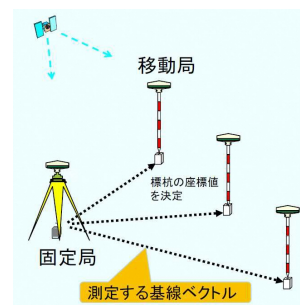 移動局
標杭の座標値
を決定
固定局
測定する基線ベクトル